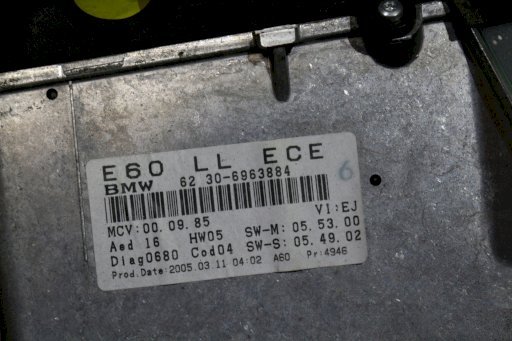 E60 LL ECE
BMW 62 30-6963884
6
MCV:00.09.85 VI:EJ
Aed 16 HW05 SW-M: 05.53.00
Diag0680 Cod04 SW-S: 05.49.02
Prod.Date:2005.03.11 04:02 A60 Pr:4946